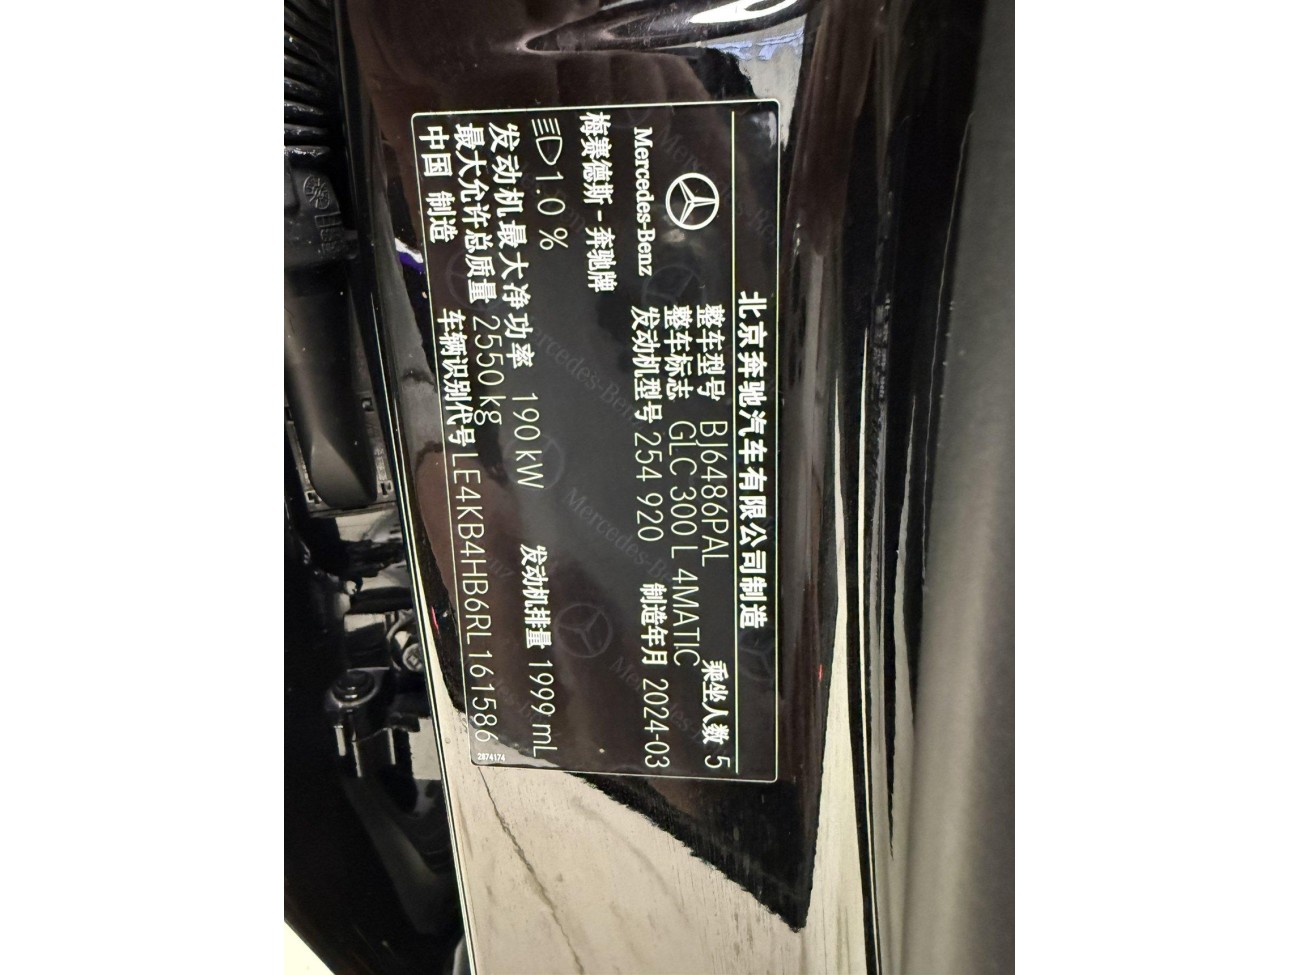 北京奔驰汽车有限公司制造
Mercedes-Benz
整车型号 BJ6486PAL 乘坐人数 5
整车标志 GLC 300 L 4MATIC
发动机型号 254 920 制造年月 2024-03
梅赛德斯-奔驰牌
1.0 %
发动机最大净功率 190 kW 发动机排量 1999 mL
最大允许总质量 2550 kg
中国 制造 车辆识别代号 LE4KB4HB6RL161586
2874174